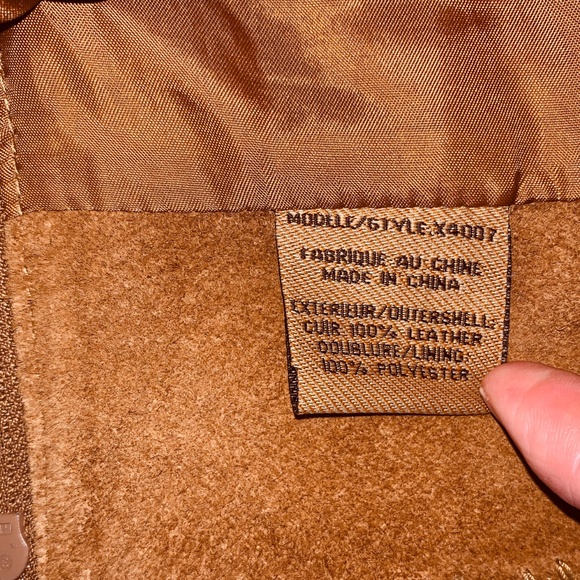 MODELE/STYLE:X4007
FABRIQUE AU CHINE
MADE IN CHINA
EXTERIEUR/OUTERSHELL:
CUIR 100% LEATHER
DOUBLURE/LINING:
100% POLYESTER